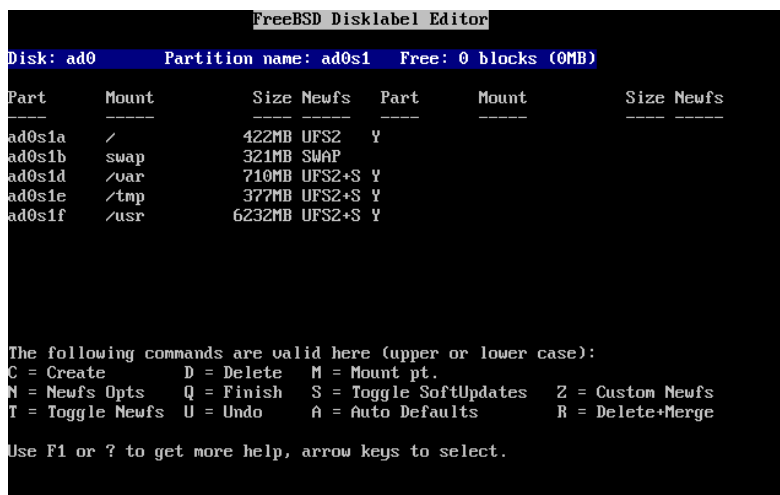 FreeBSD Disklabel Editor
Disk: ad0 Partition name: ad0s1 Free: 0 blocks (0MB)
Part Mount Size Newfs Part Mount Size Newfs
---- ----- ---- ----- ---- ----- ---- -----
ad0s1a / 422MB UFS2 Y
ad0s1b swap 321MB SWAP
ad0s1d /var 710MB UFS2+S Y
ad0s1e /tmp 377MB UFS2+S Y
ad0s1f /usr 6232MB UFS2+S Y
The following commands are valid here (upper or lower case):
C = Create D = Delete M = Mount pt.
N = Newfs Opts Q = Finish S = Toggle SoftUpdates Z = Custom Newfs
T = Toggle Newfs U = Undo A = Auto Defaults R = Delete+Merge
Use F1 or ? to get more help, arrow keys to select.